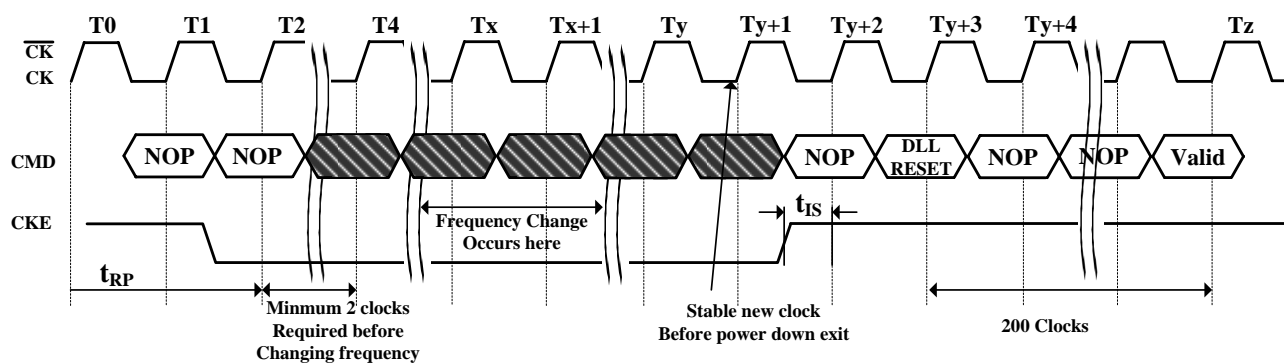 T0 T1 T2 T4 Tx Tx+1 Ty Ty+1 Ty+2 Ty+3 Ty+4 Tz
CK
CK
CMD
NOP NOP NOP DLL RESET NOP NOP Valid
CKE
Frequency Change
Occurs here
tIS
tRP
Minmum 2 clocks
Required before
Changing frequency
Stable new clock
Before power down exit
200 Clocks